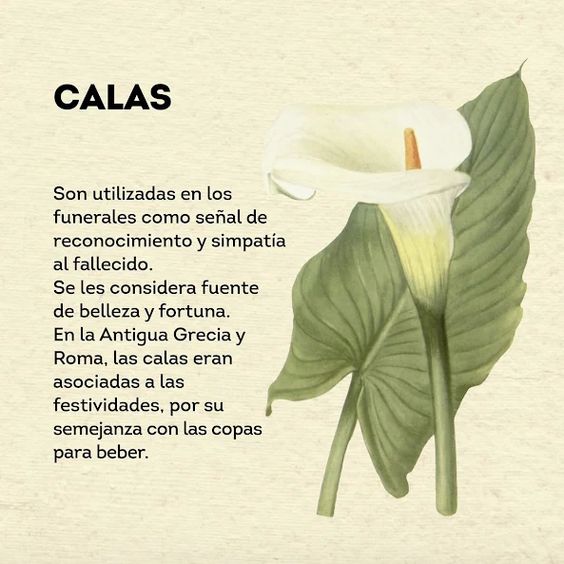 CALAS
Son utilizadas en los
funerales como señal de
reconocimiento y simpatía
al fallecido.
Se les considera fuente
de belleza y fortuna.
En la Antigua Grecia y
Roma, las calas eran
asociadas a las
festividades, por su
semejanza con las copas
para beber.